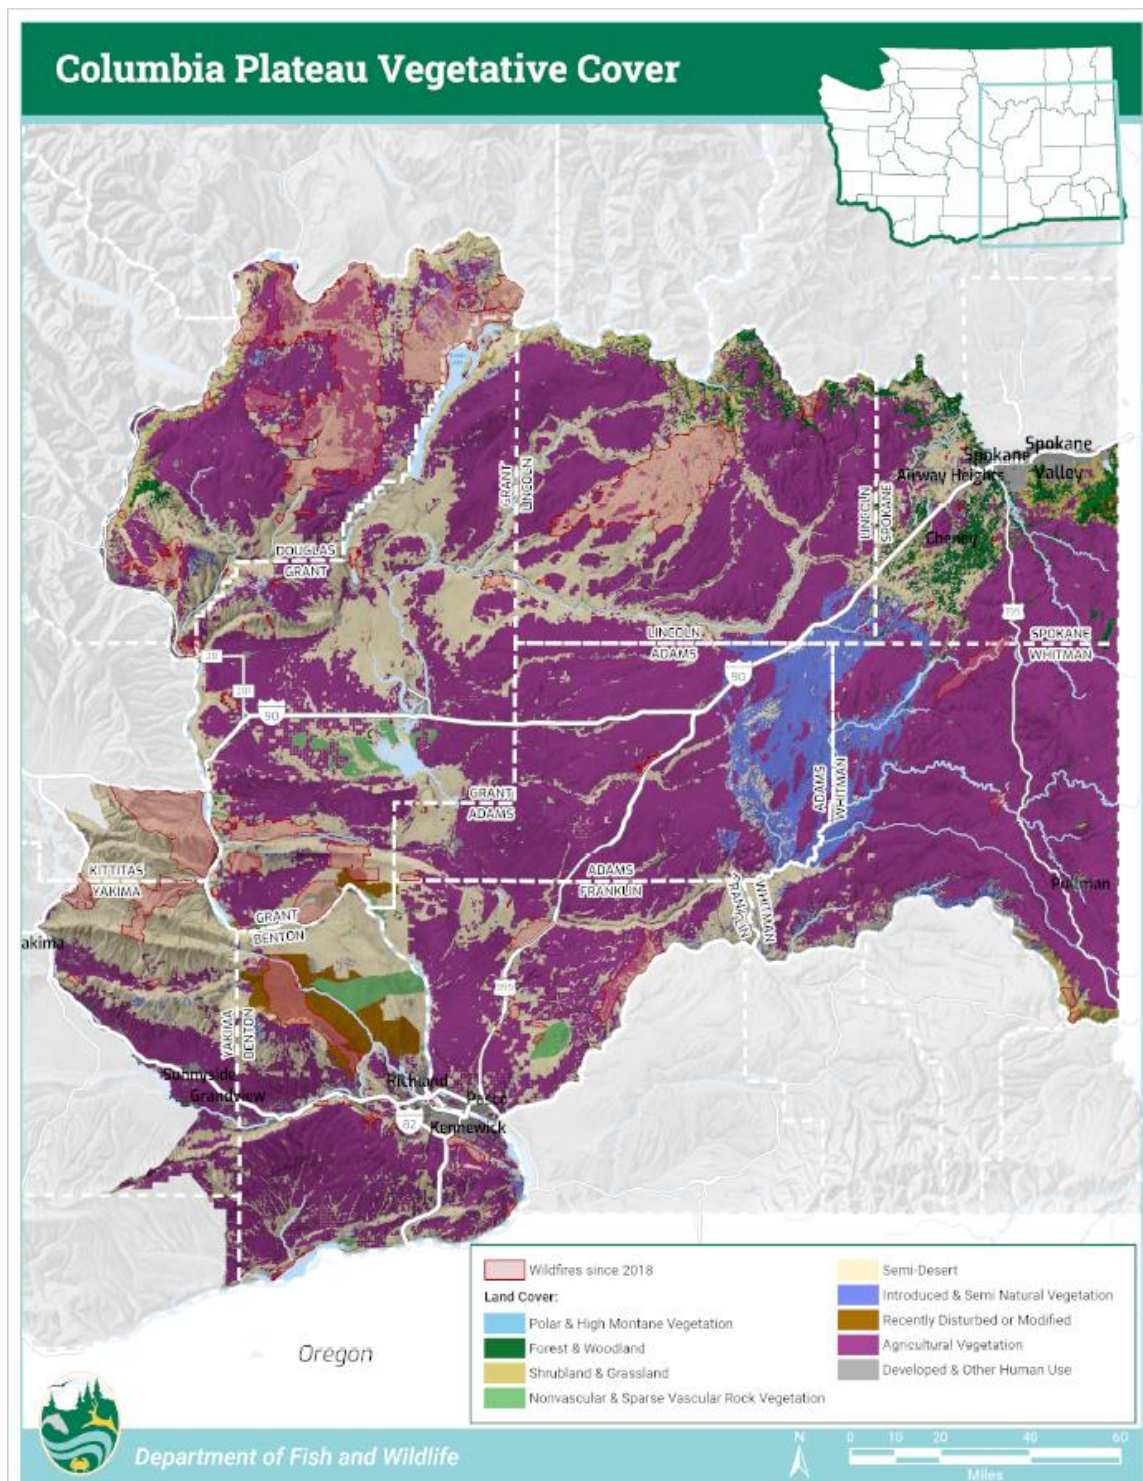 Columbia Plateau Vegetative Cover
Spokane
Spokane
Airway Heights
Valley
GRANT
LINCOLN
LINCOLN
SPOKANE
Cheney
DOUGLAS
GRANT
195
LINCOLN
ADAMS
SPOKANE
WHITMAN
28
281
90
90
ADAMS
WHITMAN
GRANT
ADAMS
KITTITAS
YAKIMA
ADAMS
FRANKLIN
FRANKLIN
WHITMAN
Pullman
GRANT
BENTON
akima
395
YAKIMA
BENTON
Sunnyside
Grandview
Richland
Pasco
82
Kennewick
Wildfires since 2018
Land Cover:
Polar & High Montane Vegetation
Forest & Woodland
Shrubland & Grassland
Nonvascular & Sparse Vascular Rock Vegetation
Semi-Desert
Introduced & Semi Natural Vegetation
Recently Disturbed or Modified
Agricultural Vegetation
Developed & Other Human Use
Oregon
Department of Fish and Wildlife
N
0 10 20 40 60
Miles